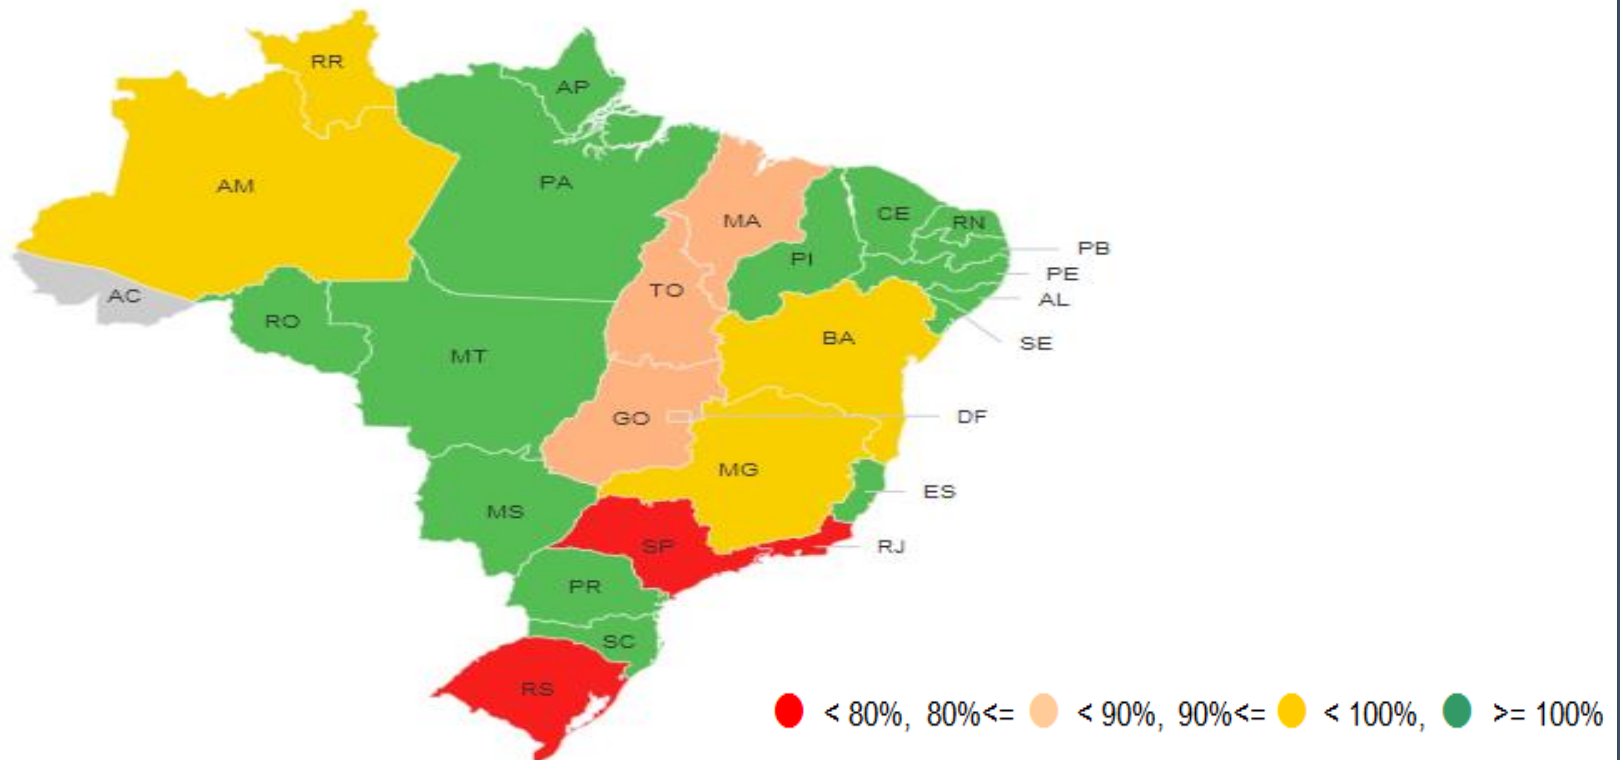 RR
AP
AM
PA
MA
CE
RN
PB
PI
PE
TO
AL
AC
RO
BA
SE
MT
GO
DF
MG
ES
MS
SP
RJ
PR
SC
RS
< 80%, 80%<= < 90%, 90%<= < 100%, >= 100%